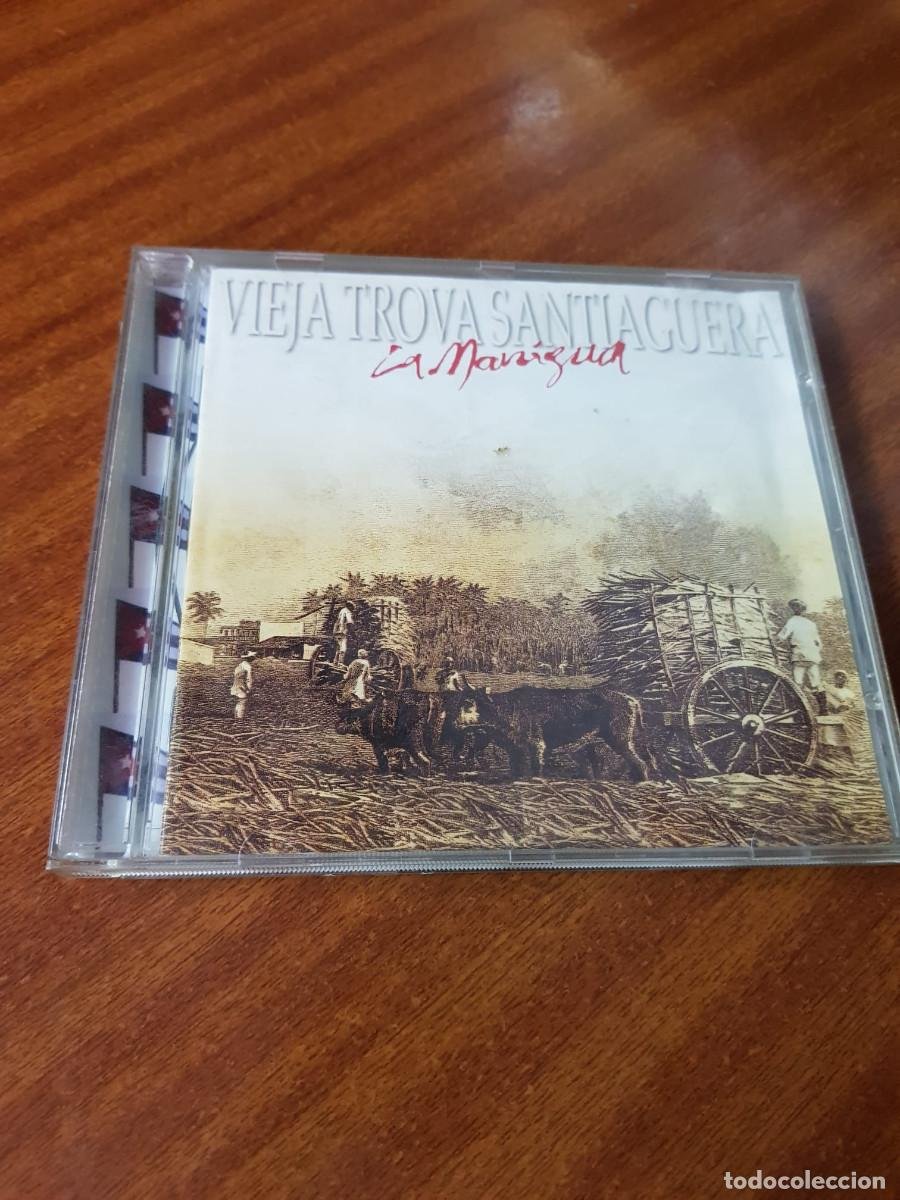 VIEJA TROVA SANTIAGUERA
La Manigua
todocoleccion